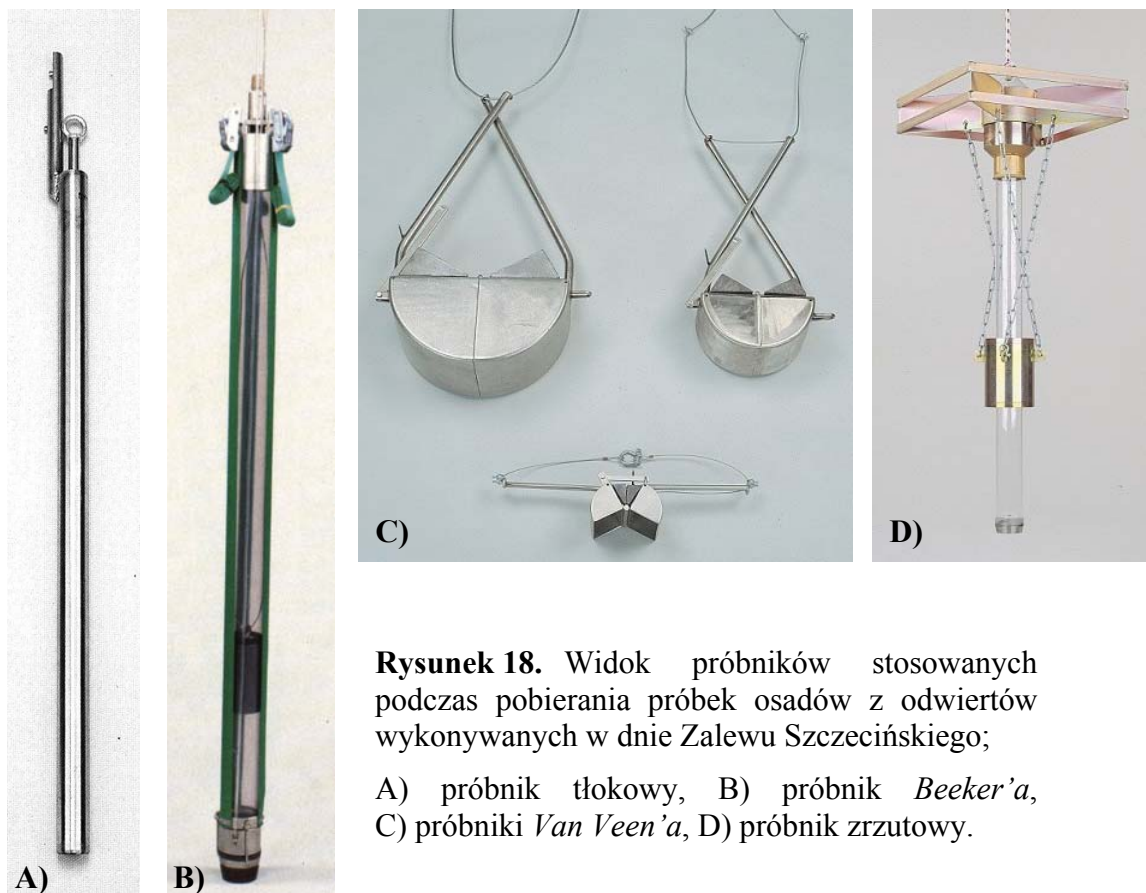 A)
B)
C)
D)
Rysunek 18. Widok próbników stosowanych
podczas pobierania próbek osadów z odwiertów
wykonywanych w dnie Zalewu Szczecińskiego;
A) próbnik tłokowy, B) próbnik Beeker’a,
C) próbniki Van Veen’a, D) próbnik zrzutowy.